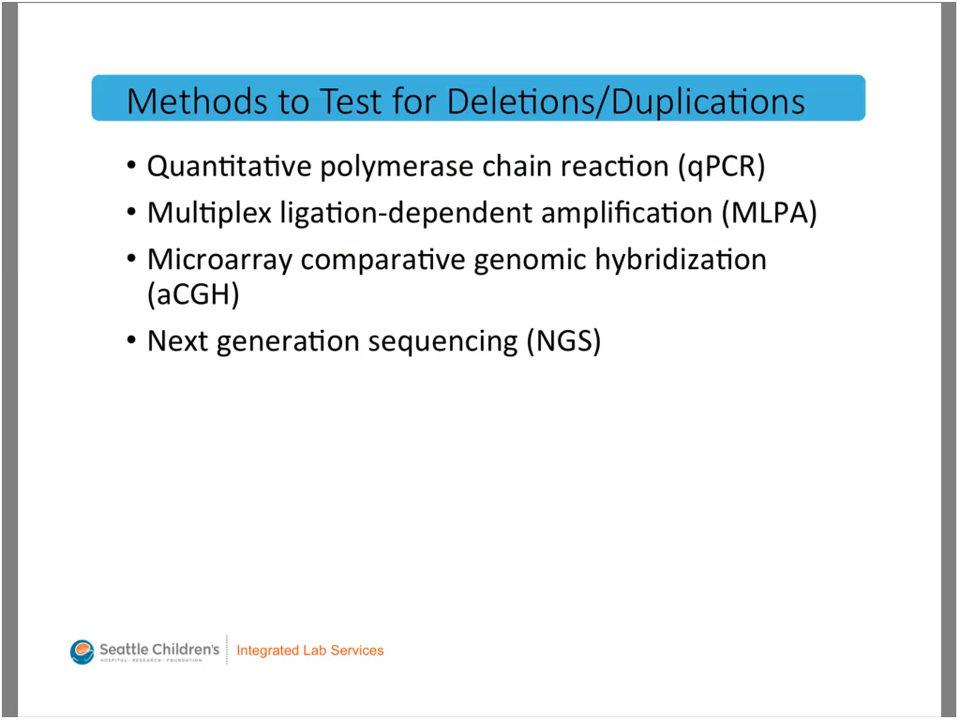 Methods to Test for Deletions/Duplications
• Quantitative polymerase chain reaction (qPCR)
• Multiplex ligation-dependent amplification (MLPA)
• Microarray comparative genomic hybridization
(aCGH)
• Next generation sequencing (NGS)
Seattle Children's
HOSPITAL · RESEARCH · FOUNDATION
Integrated Lab Services